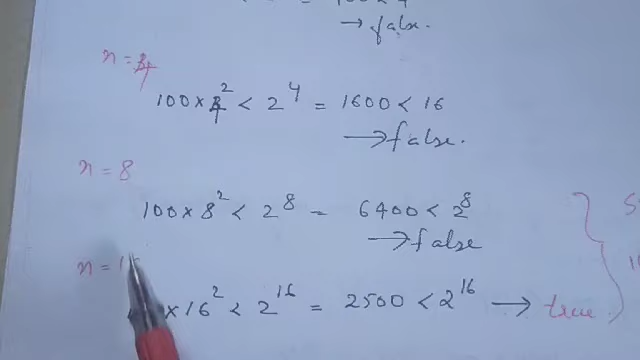 → false.
n = 4
100 × 4² < 2⁴ = 1600 < 16
→ false.
n = 8
100 × 8² < 2⁸ = 6400 < 2⁸
→ false
n = 1
× 16² < 2¹⁶ = 2500 < 2¹⁶ → true